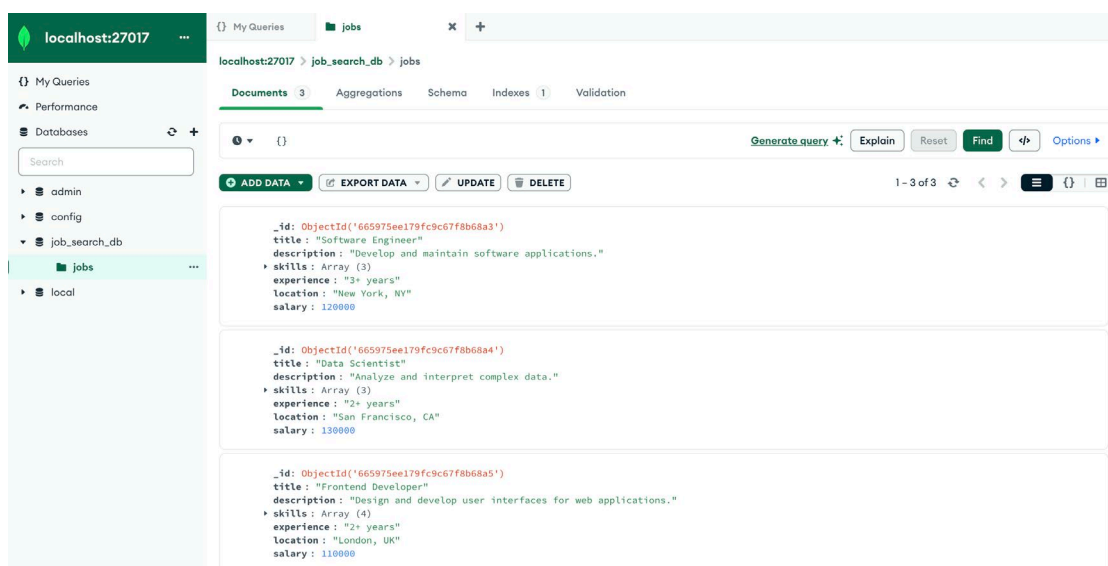 localhost:27017 ...
{} My Queries
Performance
Databases
Search
admin
config
job_search_db
jobs ...
local
{} My Queries
jobs
localhost:27017 > job_search_db > jobs
Documents 3 Aggregations Schema Indexes 1 Validation
{} Generate query Explain Reset Find </> Options
ADD DATA EXPORT DATA UPDATE DELETE 1 – 3 of 3 {}
_id: ObjectId('665975ee179fc9c67f8b68a3')
title : "Software Engineer"
description : "Develop and maintain software applications."
skills : Array (3)
experience : "3+ years"
location : "New York, NY"
salary : 120000
_id: ObjectId('665975ee179fc9c67f8b68a4')
title : "Data Scientist"
description : "Analyze and interpret complex data."
skills : Array (3)
experience : "2+ years"
location : "San Francisco, CA"
salary : 130000
_id: ObjectId('665975ee179fc9c67f8b68a5')
title : "Frontend Developer"
description : "Design and develop user interfaces for web applications."
skills : Array (4)
experience : "2+ years"
location : "London, UK"
salary : 110000